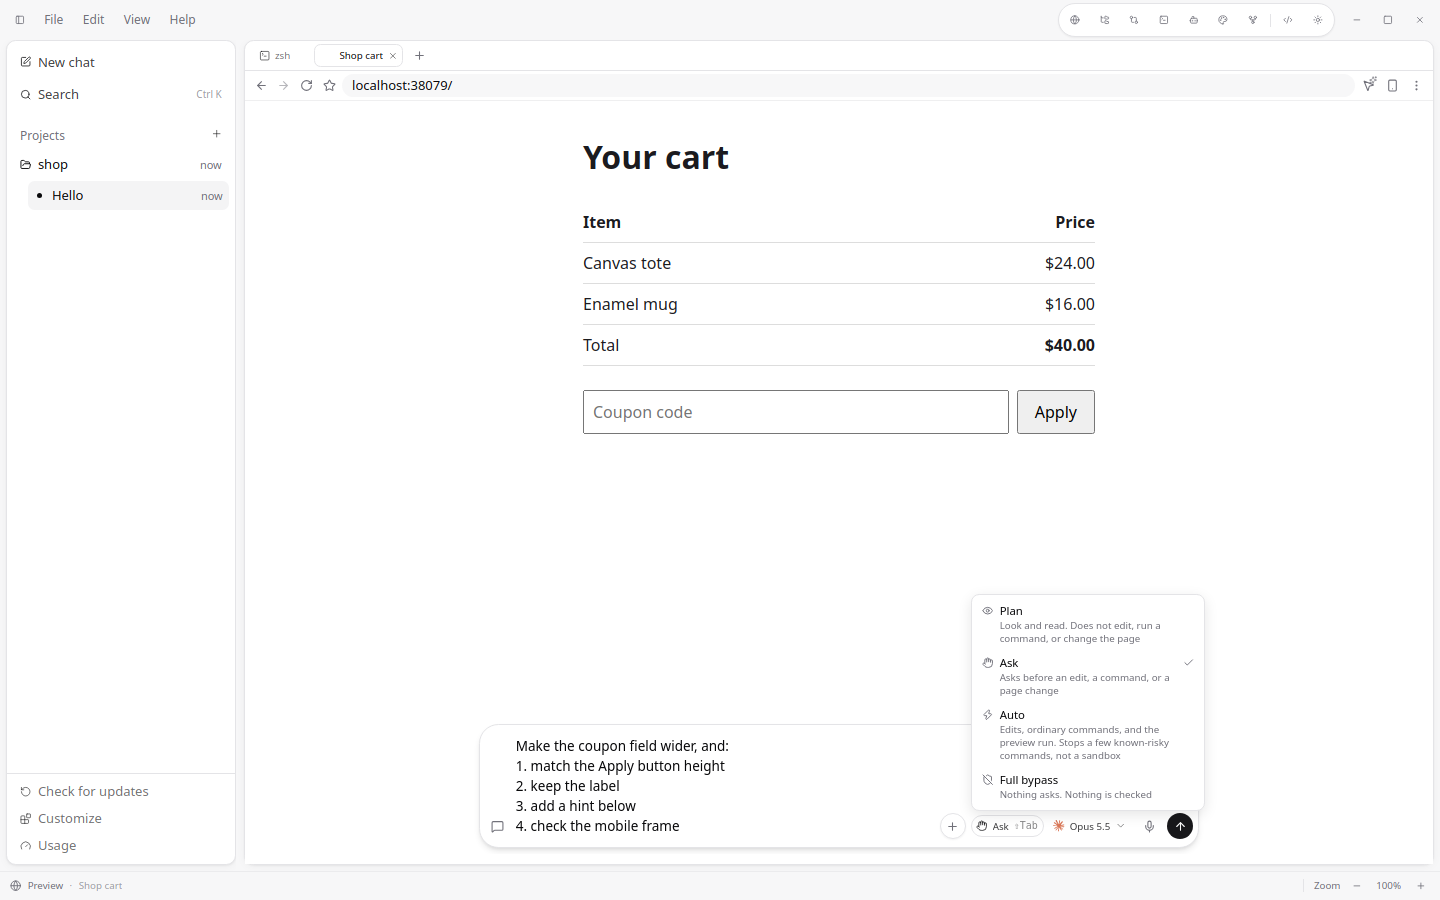 File Edit View Help
New chat
Search Ctrl K
Projects
shop now
Hello now
Check for updates
Customize
Usage
zsh
Shop cart
localhost:38079/
Your cart
Item Price
Canvas tote $24.00
Enamel mug $16.00
Total $40.00
Coupon code Apply
Plan
Look and read. Does not edit, run a
command, or change the page
Ask
Asks before an edit, a command, or a
page change
Auto
Edits, ordinary commands, and the
preview run. Stops a few known-risky
commands, not a sandbox
Full bypass
Nothing asks. Nothing is checked
Make the coupon field wider, and:
1. match the Apply button height
2. keep the label
3. add a hint below
4. check the mobile frame
Ask ⇧Tab Opus 5.5
Preview · Shop cart
Zoom − 100% +